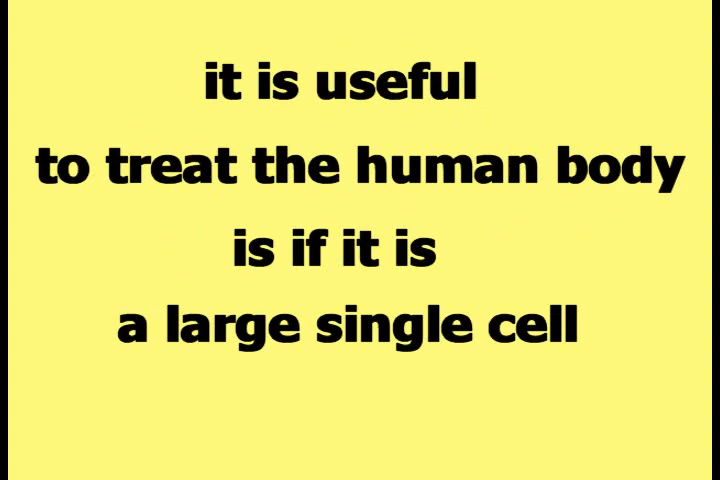 it is useful
to treat the human body
is if it is
a large single cell